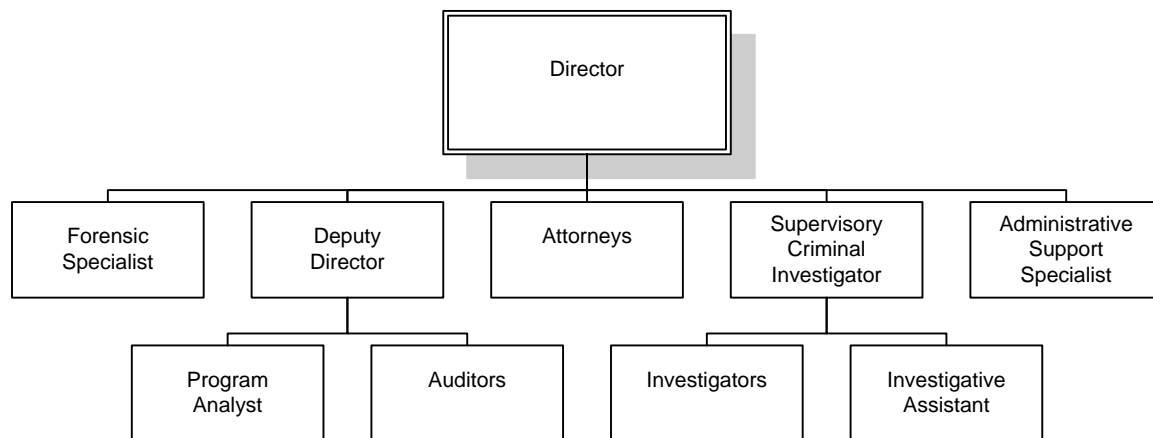 Director
Forensic
Specialist
Deputy
Director
Attorneys
Supervisory
Criminal
Investigator
Administrative
Support
Specialist
Program
Analyst
Auditors
Investigators
Investigative
Assistant